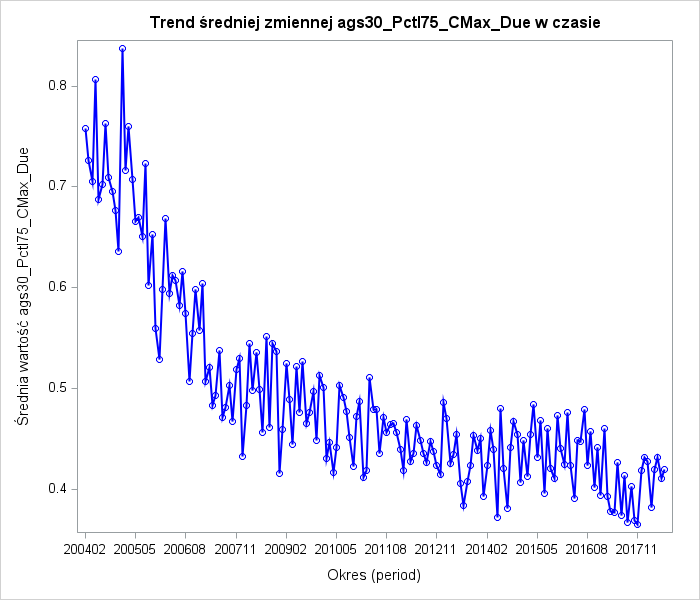 Trend średniej zmiennej ags30_Pctl75_CMax_Due w czasie
Średnia wartość ags30_Pctl75_CMax_Due
0.8
0.7
0.6
0.5
0.4
200402 200505 200608 200711 200902 201005 201108 201211 201402 201505 201608 201711
Okres (period)